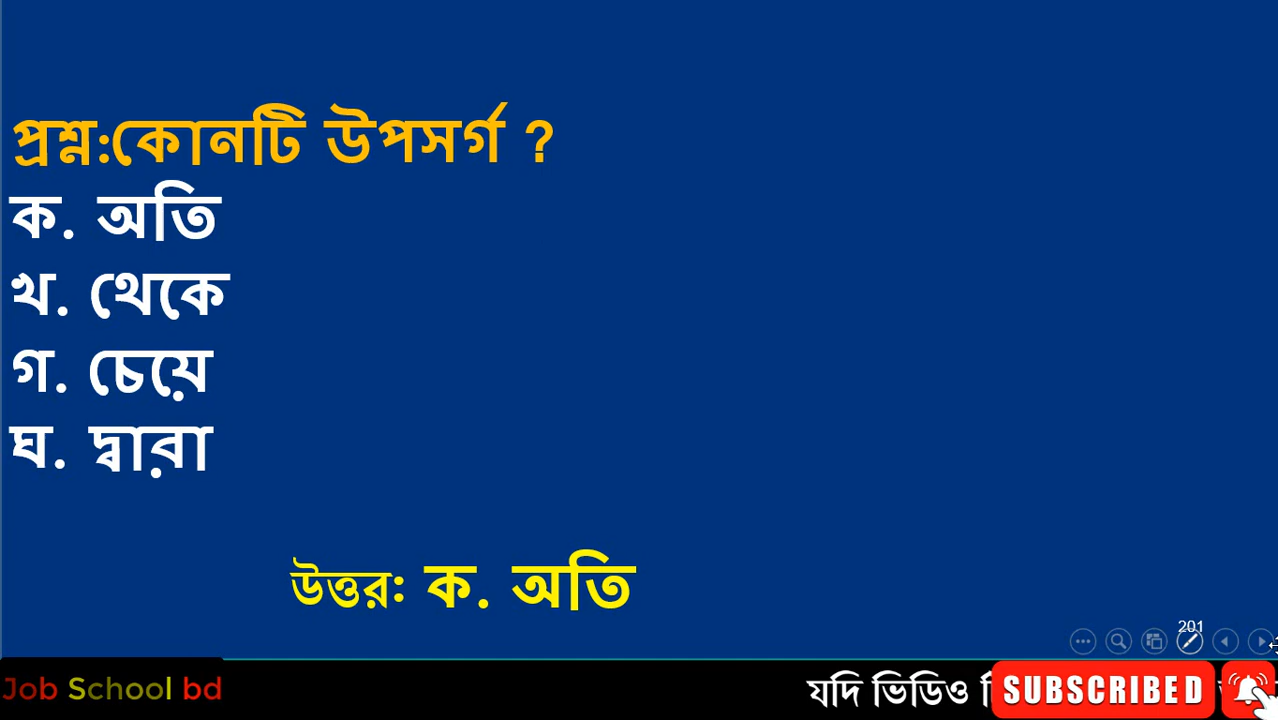 প্রশ্ন:কোনটি উপসর্গ ?
ক. অতি
খ. থেকে
গ. চেয়ে
ঘ. দ্বারা
উত্তরঃ ক. অতি
201
Job School bd
যদি ভিডিও
SUBSCRIBED